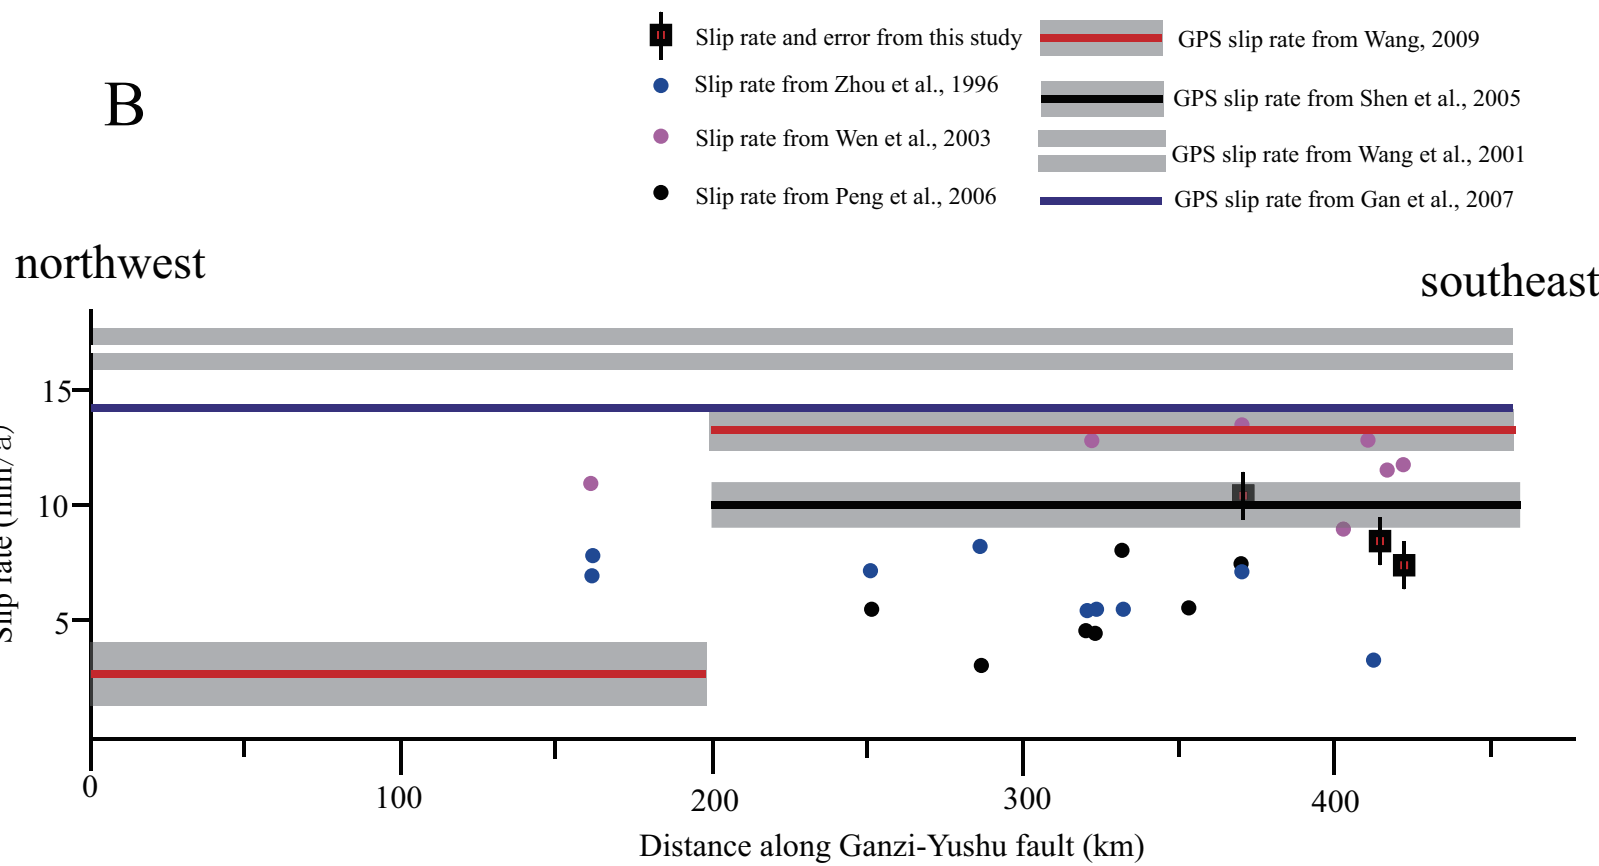 Slip rate and error from this study
GPS slip rate from Wang, 2009
B
Slip rate from Zhou et al., 1996
GPS slip rate from Shen et al., 2005
Slip rate from Wen et al., 2003
GPS slip rate from Wang et al., 2001
Slip rate from Peng et al., 2006
GPS slip rate from Gan et al., 2007
northwest
southeast
15
10
5
Slip rate (mm/a)
0
100
200
300
400
Distance along Ganzi-Yushu fault (km)